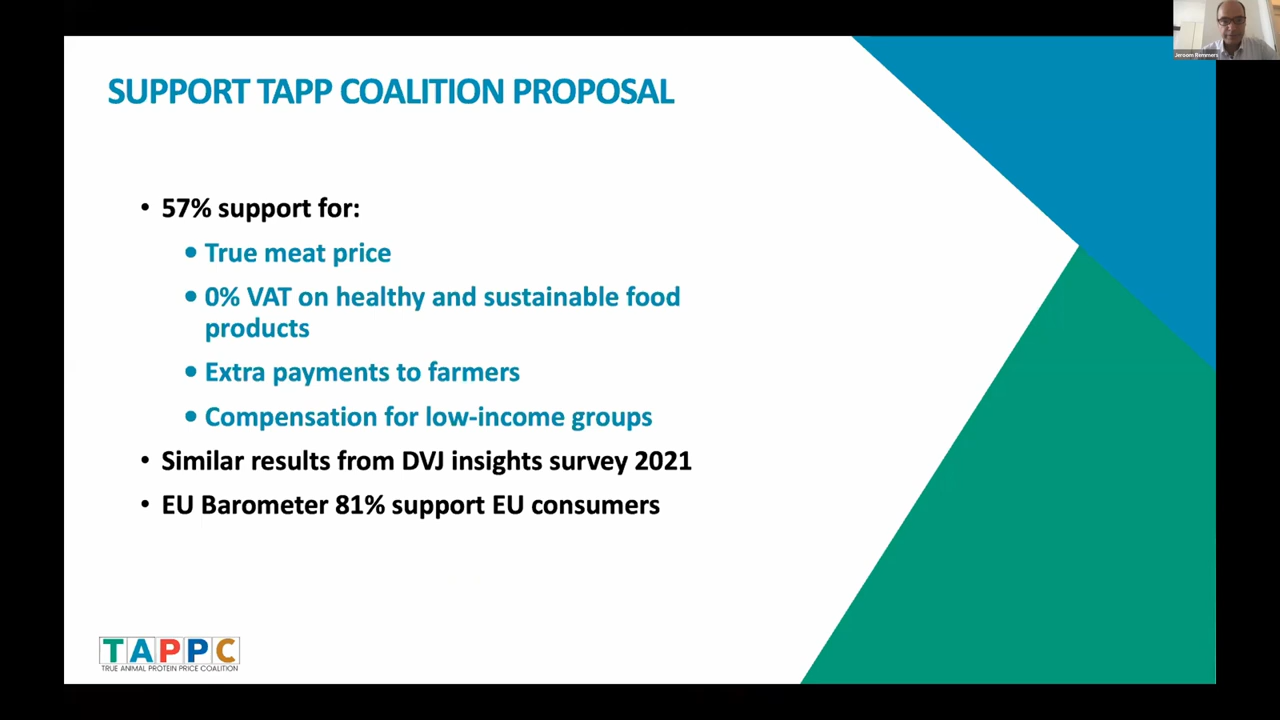 Jeroom Remmers
SUPPORT TAPP COALITION PROPOSAL
• 57% support for:
• True meat price
• 0% VAT on healthy and sustainable food
products
• Extra payments to farmers
• Compensation for low-income groups
• Similar results from DVJ insights survey 2021
• EU Barometer 81% support EU consumers
TAPPC
TRUE ANIMAL PROTEIN PRICE COALITION